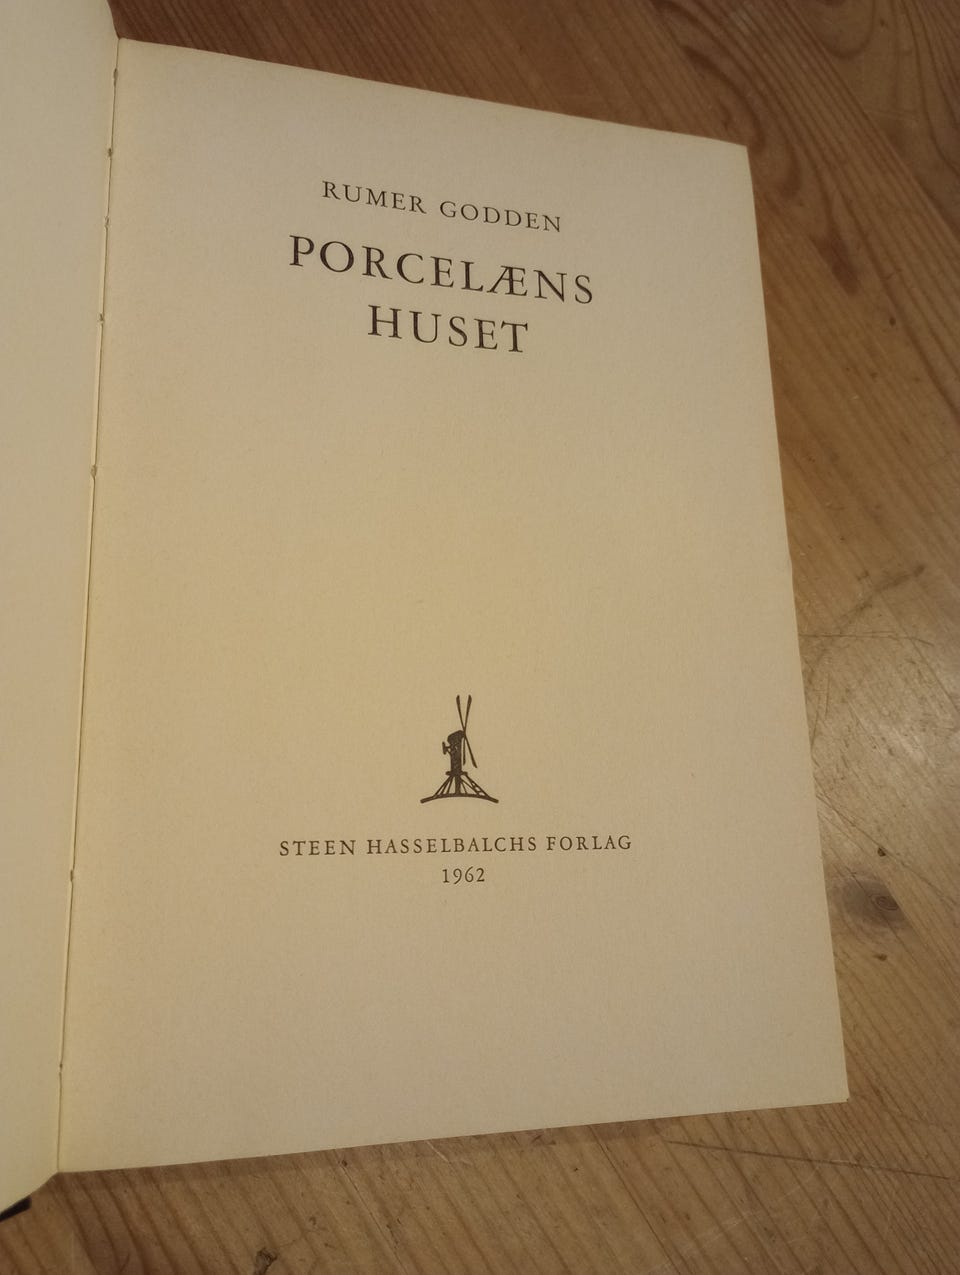 RUMER GODDEN
PORCELÆNS
HUSET
STEEN HASSELBALCHS FORLAG
1962